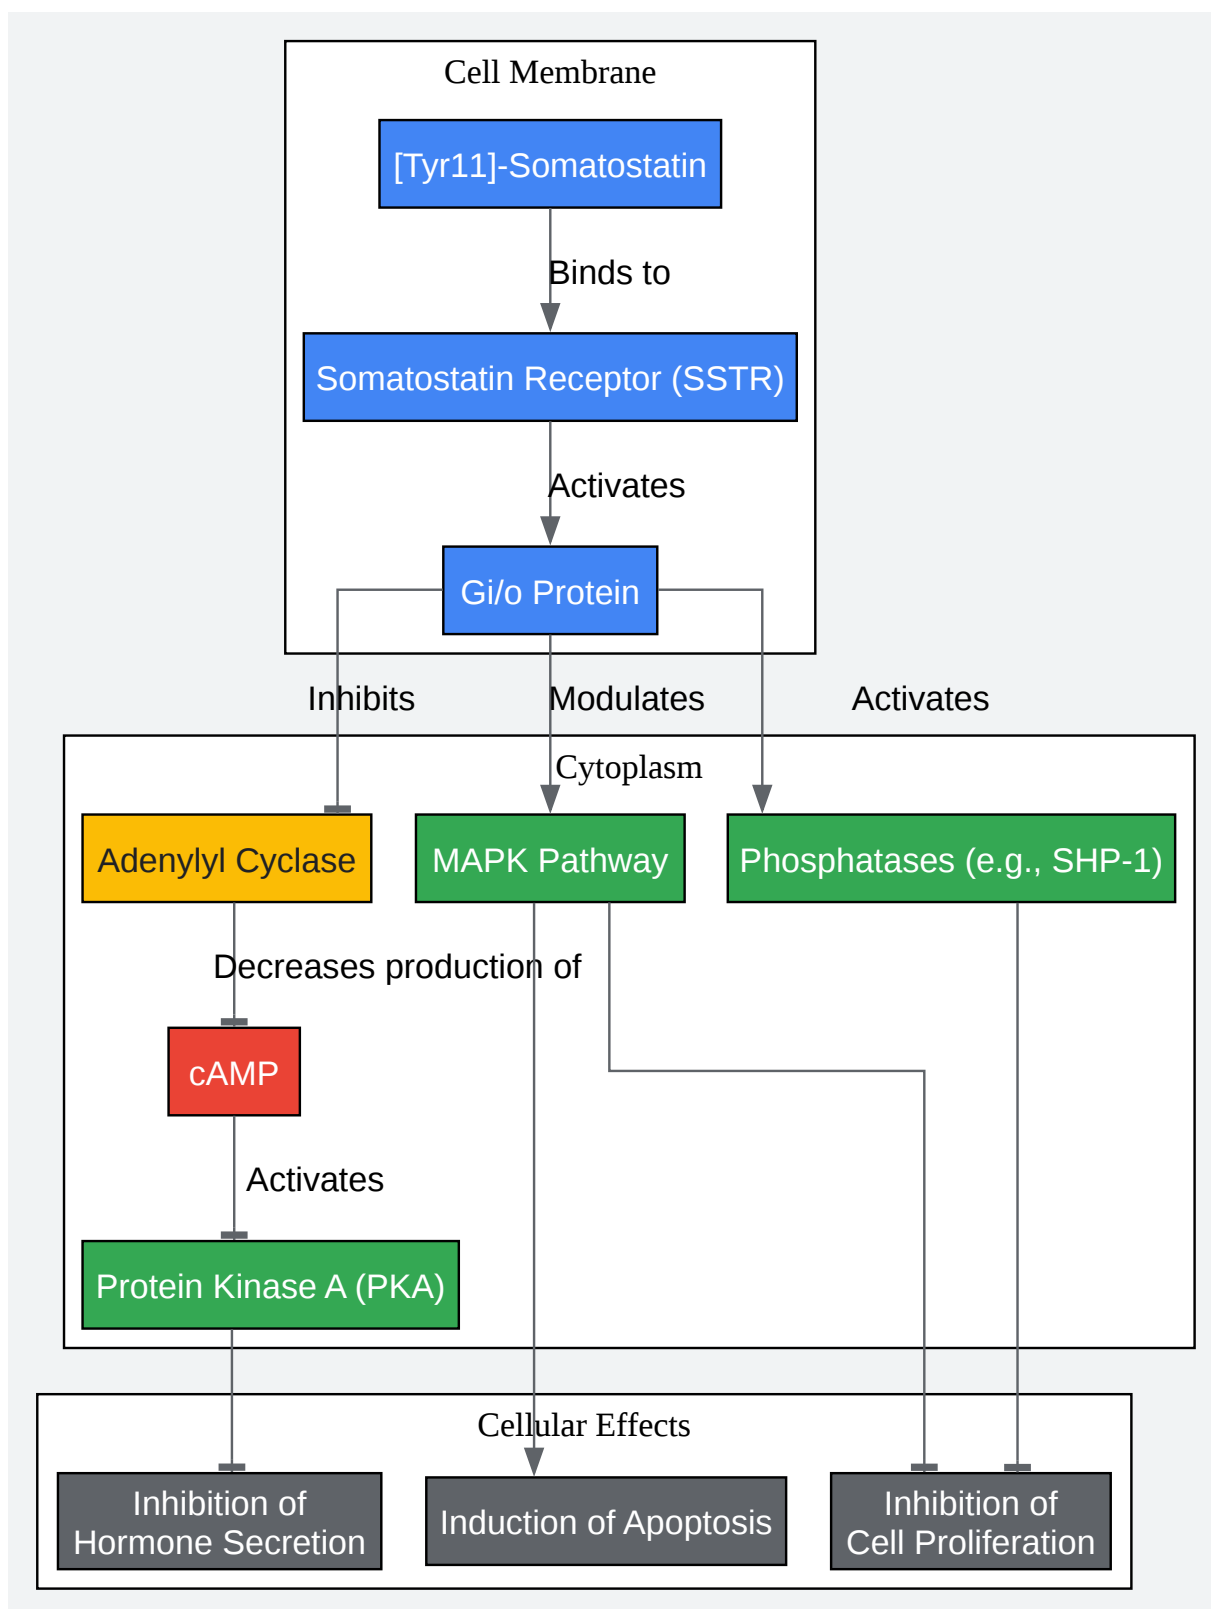 Cell Membrane
[Tyr11]-Somatostatin
Binds to
Somatostatin Receptor (SSTR)
Activates
Gi/o Protein
Inhibits
Modulates
Activates
Cytoplasm
Adenylyl Cyclase
MAPK Pathway
Phosphatases (e.g., SHP-1)
Decreases production of
cAMP
Activates
Protein Kinase A (PKA)
Cellular Effects
Inhibition of
Hormone Secretion
Induction of Apoptosis
Inhibition of
Cell Proliferation